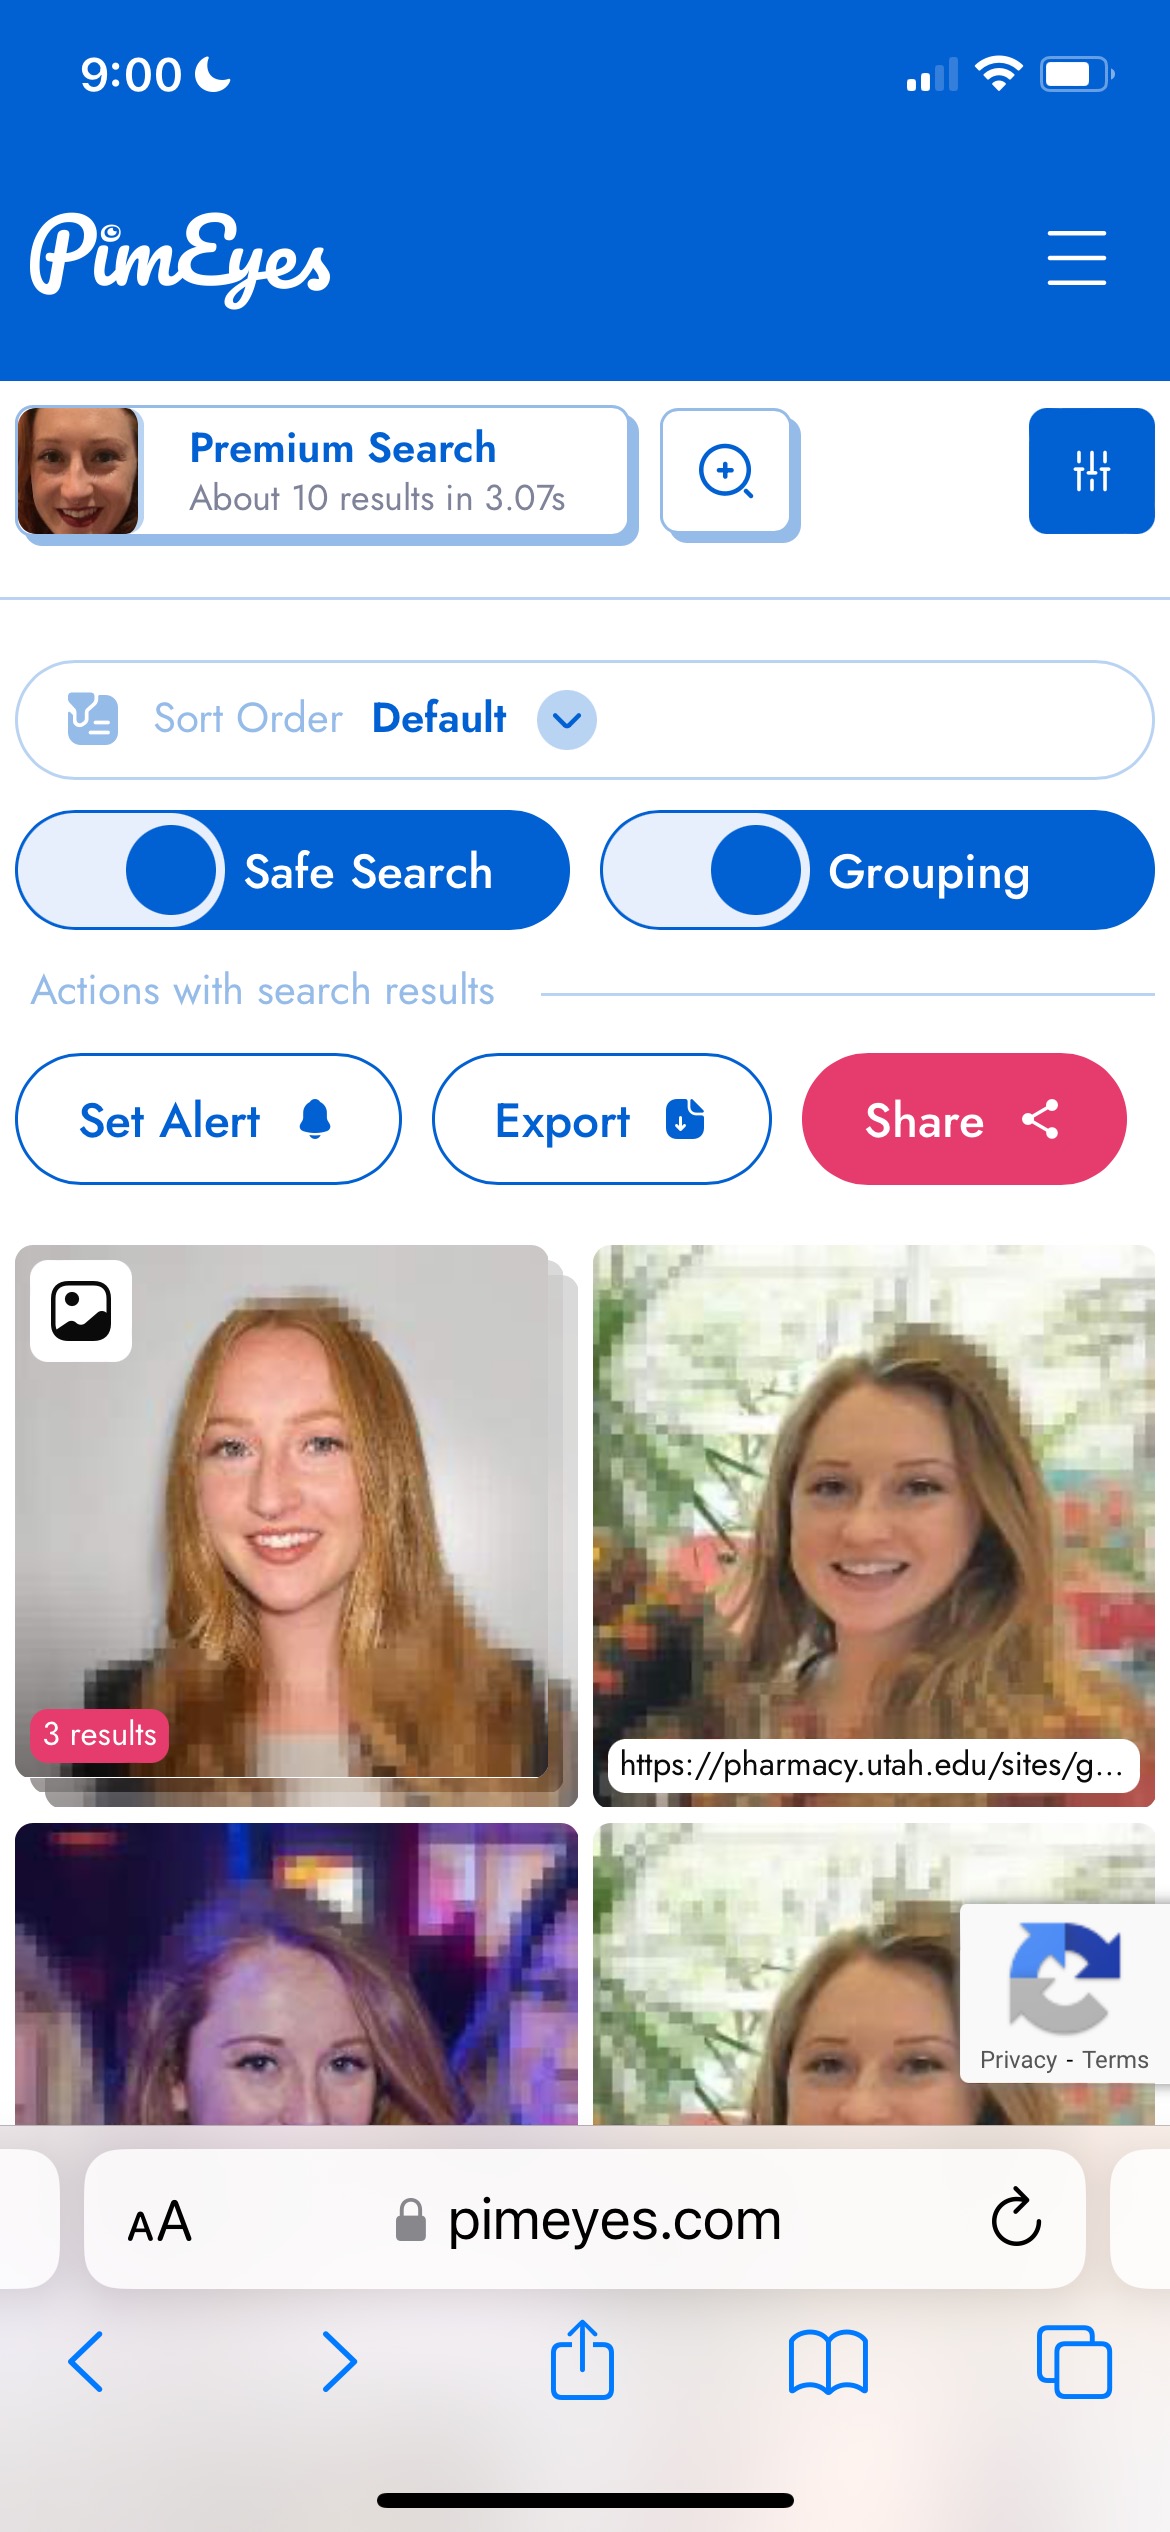 9:00
PimEyes
Premium Search
About 10 results in 3.07s
Sort Order Default
Safe Search
Grouping
Actions with search results
Set Alert
Export
Share
3 results
https://pharmacy.utah.edu/sites/g...
Privacy - Terms
AA
pimeyes.com